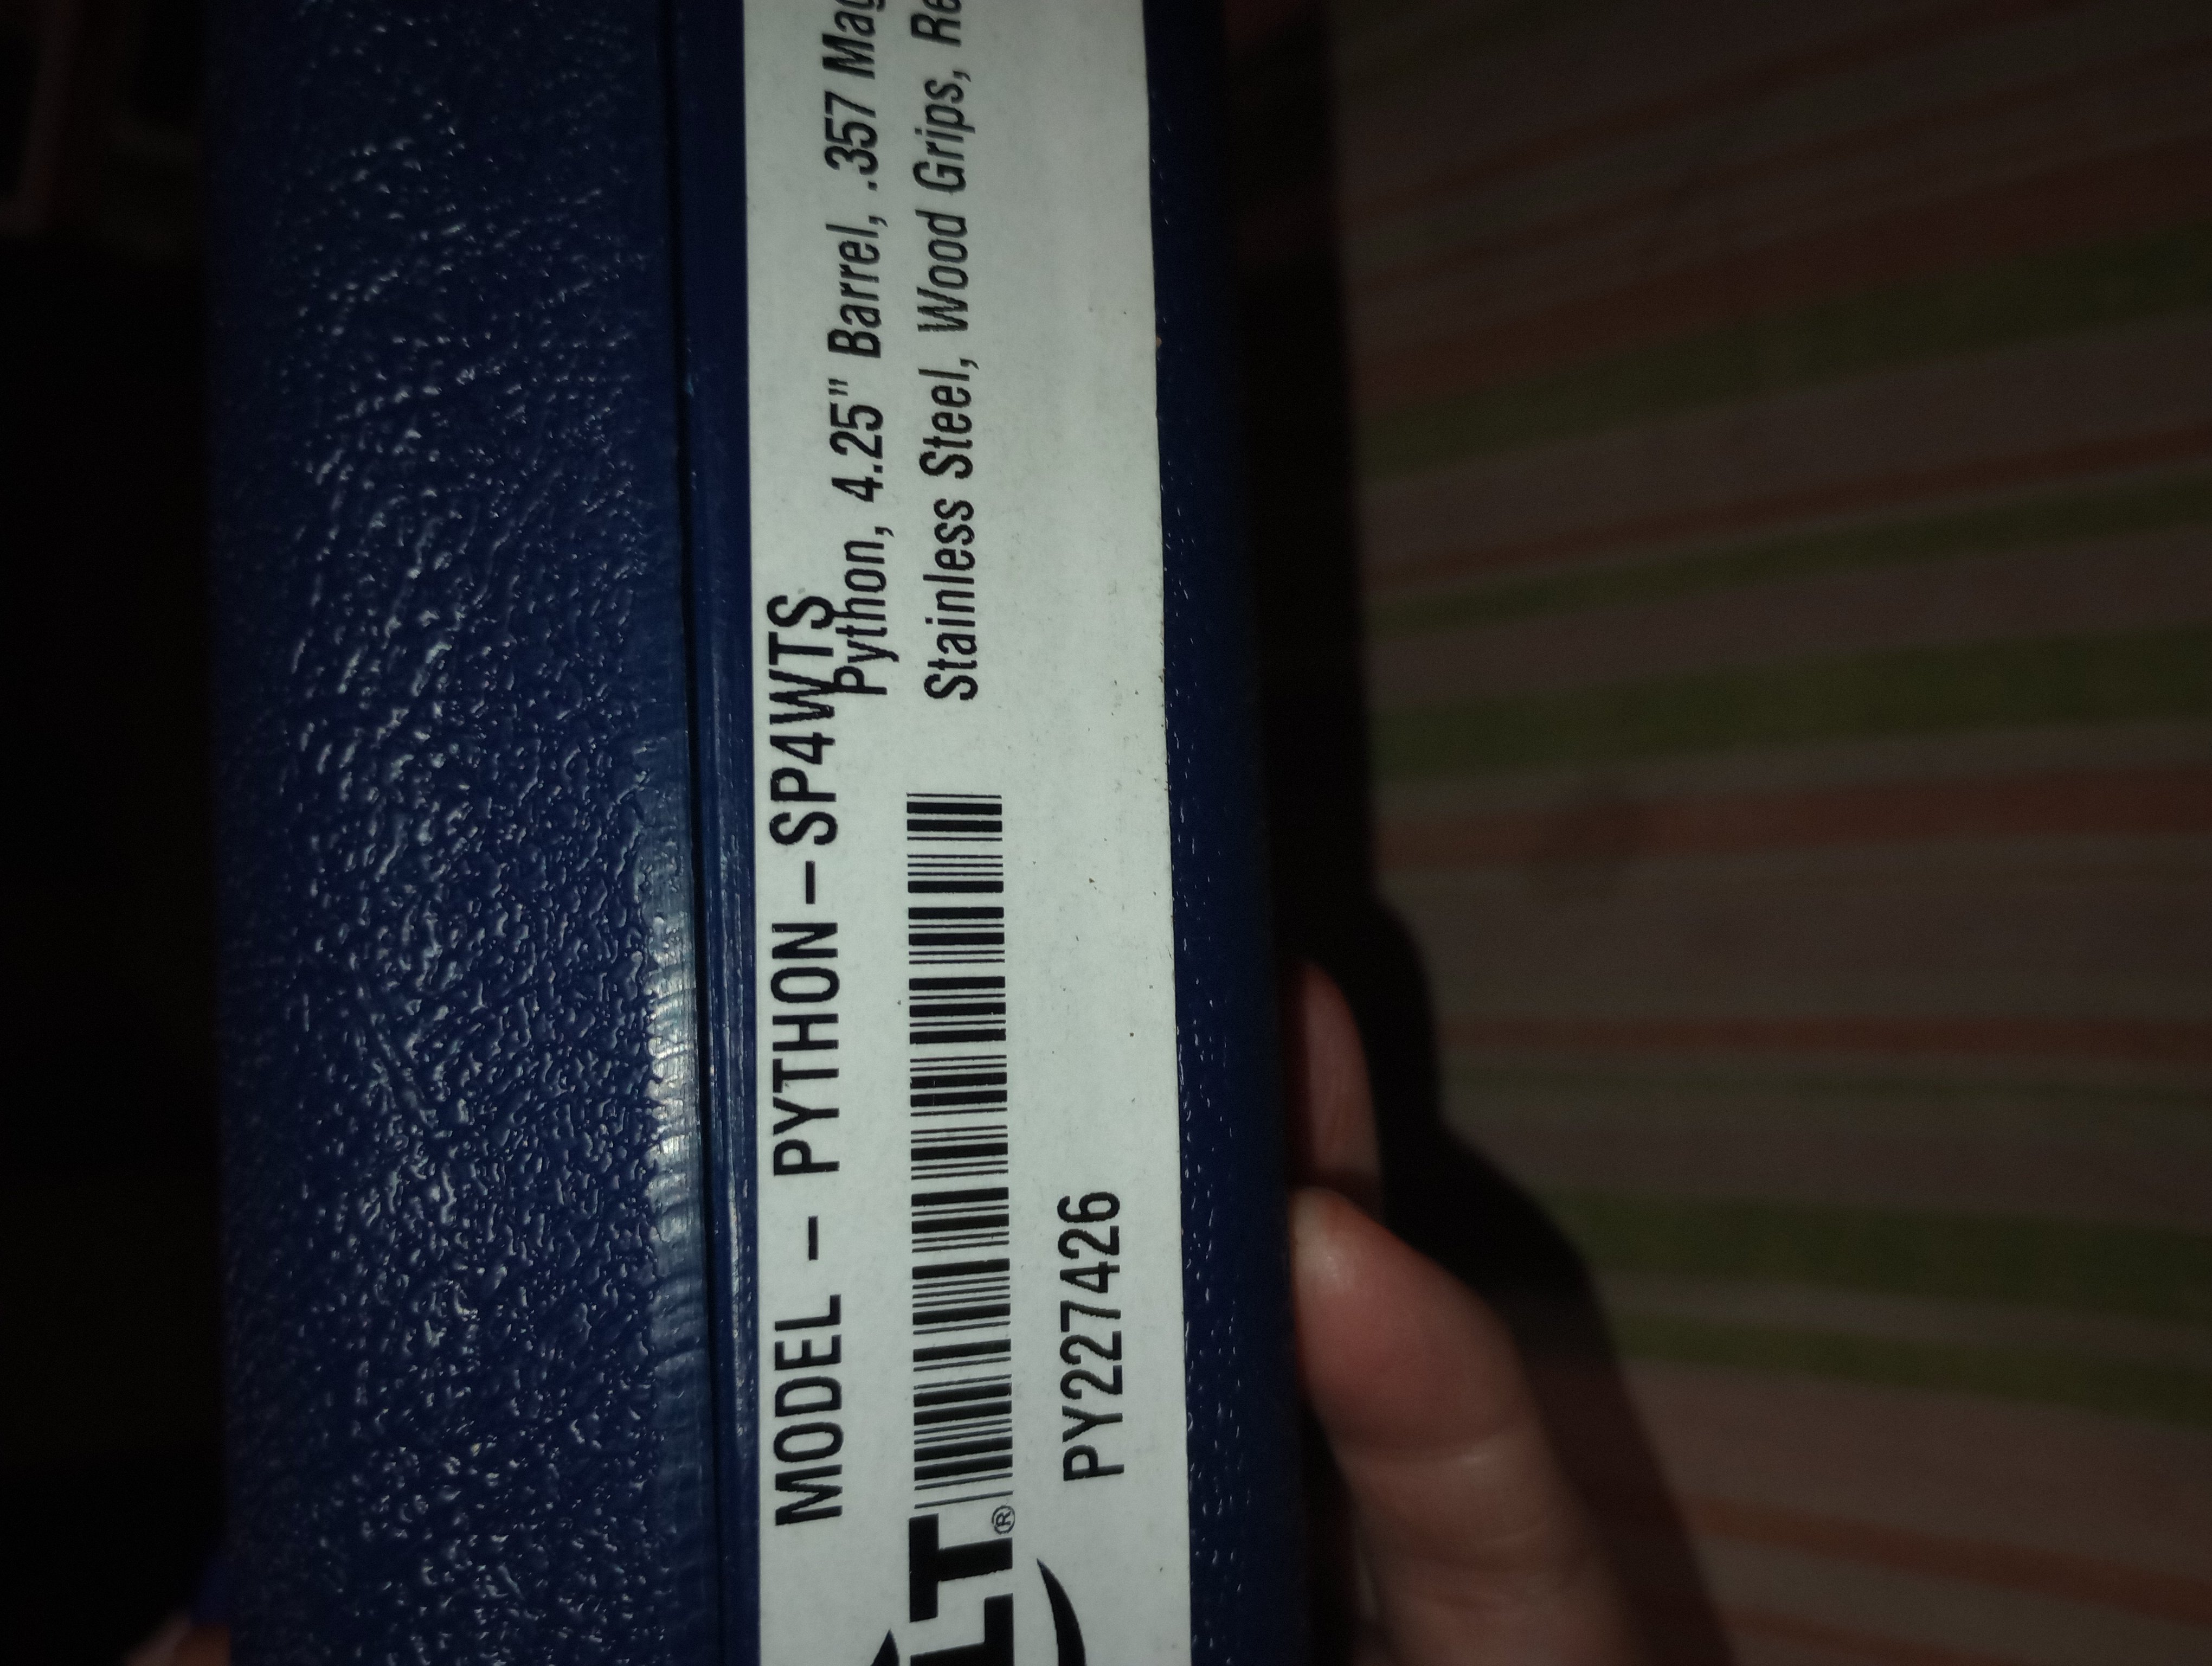 MODEL - PYTHON-SP4WTS
Python, 4.25" Barrel, .357 Mag
Stainless Steel, Wood Grips,
LT®
PY227426